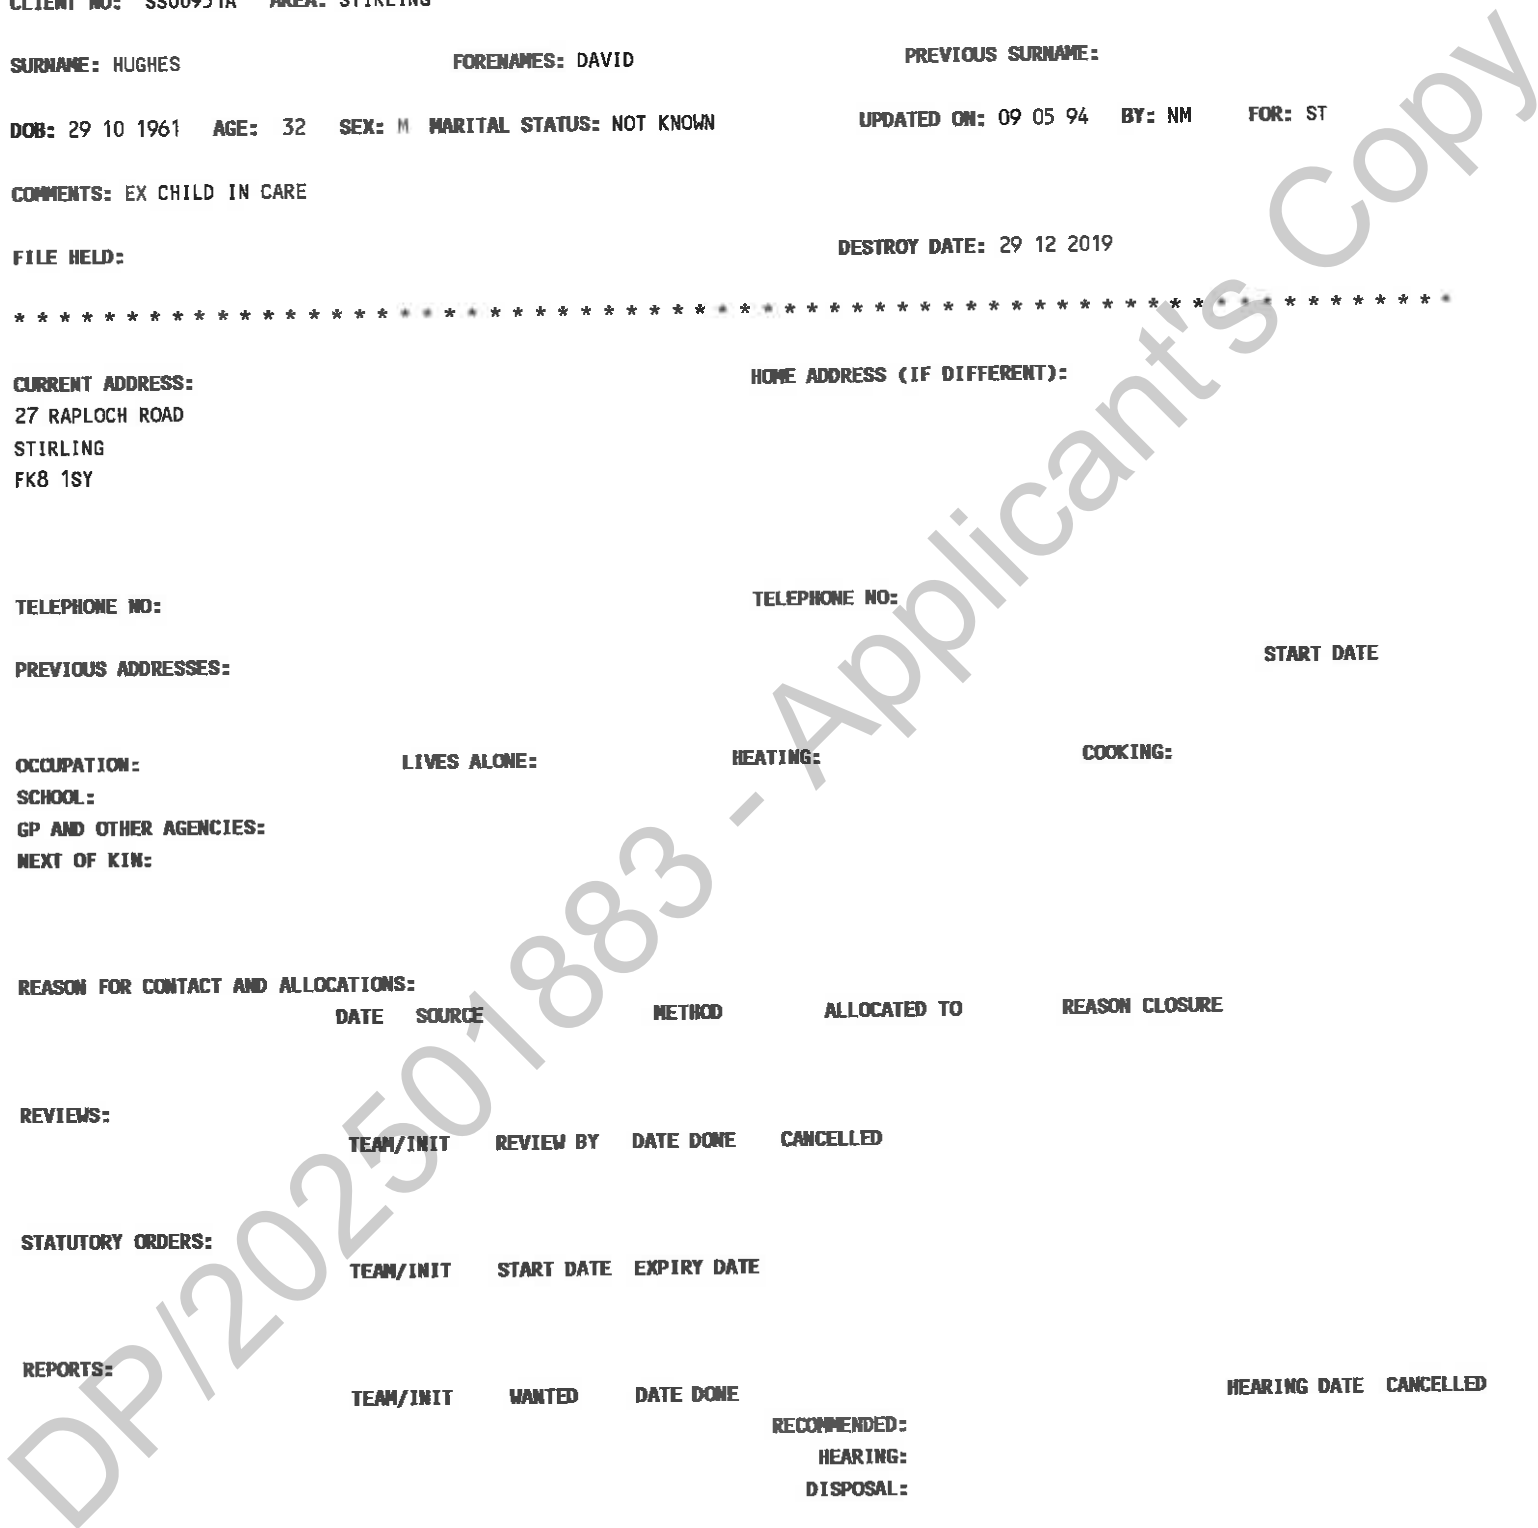 CLIENT NO: SS00951A AREA: STIRLING
SURNAME: HUGHES FORENAMES: DAVID PREVIOUS SURNAME:
DOB: 29 10 1961 AGE: 32 SEX: M MARITAL STATUS: NOT KNOWN UPDATED ON: 09 05 94 BY: NM FOR: ST
COMMENTS: EX CHILD IN CARE
FILE HELD: DESTROY DATE: 29 12 2019
* * * * * * * * * * * * * * * * * * * * * * * * * * * * * * * * * * * * * * * * * * * * * * * * * * * * * * * * * * * * * * * * *
CURRENT ADDRESS: HOME ADDRESS (IF DIFFERENT):
27 RAPLOCH ROAD
STIRLING
FK8 1SY
TELEPHONE NO: TELEPHONE NO:
PREVIOUS ADDRESSES: START DATE
OCCUPATION: LIVES ALONE: HEATING: COOKING:
SCHOOL:
GP AND OTHER AGENCIES:
NEXT OF KIN:
REASON FOR CONTACT AND ALLOCATIONS:
DATE SOURCE METHOD ALLOCATED TO REASON CLOSURE
REVIEWS:
TEAM/INIT REVIEW BY DATE DONE CANCELLED
STATUTORY ORDERS:
TEAM/INIT START DATE EXPIRY DATE
REPORTS:
TEAM/INIT WANTED DATE DONE HEARING DATE CANCELLED
RECOMMENDED:
HEARING:
DISPOSAL:
DP/202501883 - Applicant's Copy